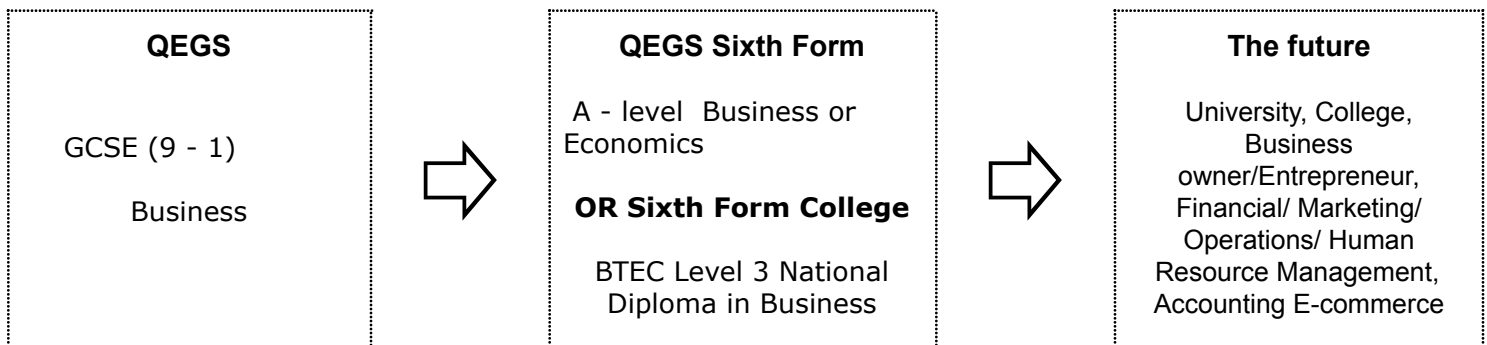 QEGS
GCSE (9 - 1)
Business
QEGS Sixth Form
A - level  Business or
Economics
OR Sixth Form College
BTEC Level 3 National
Diploma in Business
The future
University, College,
Business
owner/Entrepreneur,
Financial/ Marketing/
Operations/ Human
Resource Management,
Accounting E-commerce